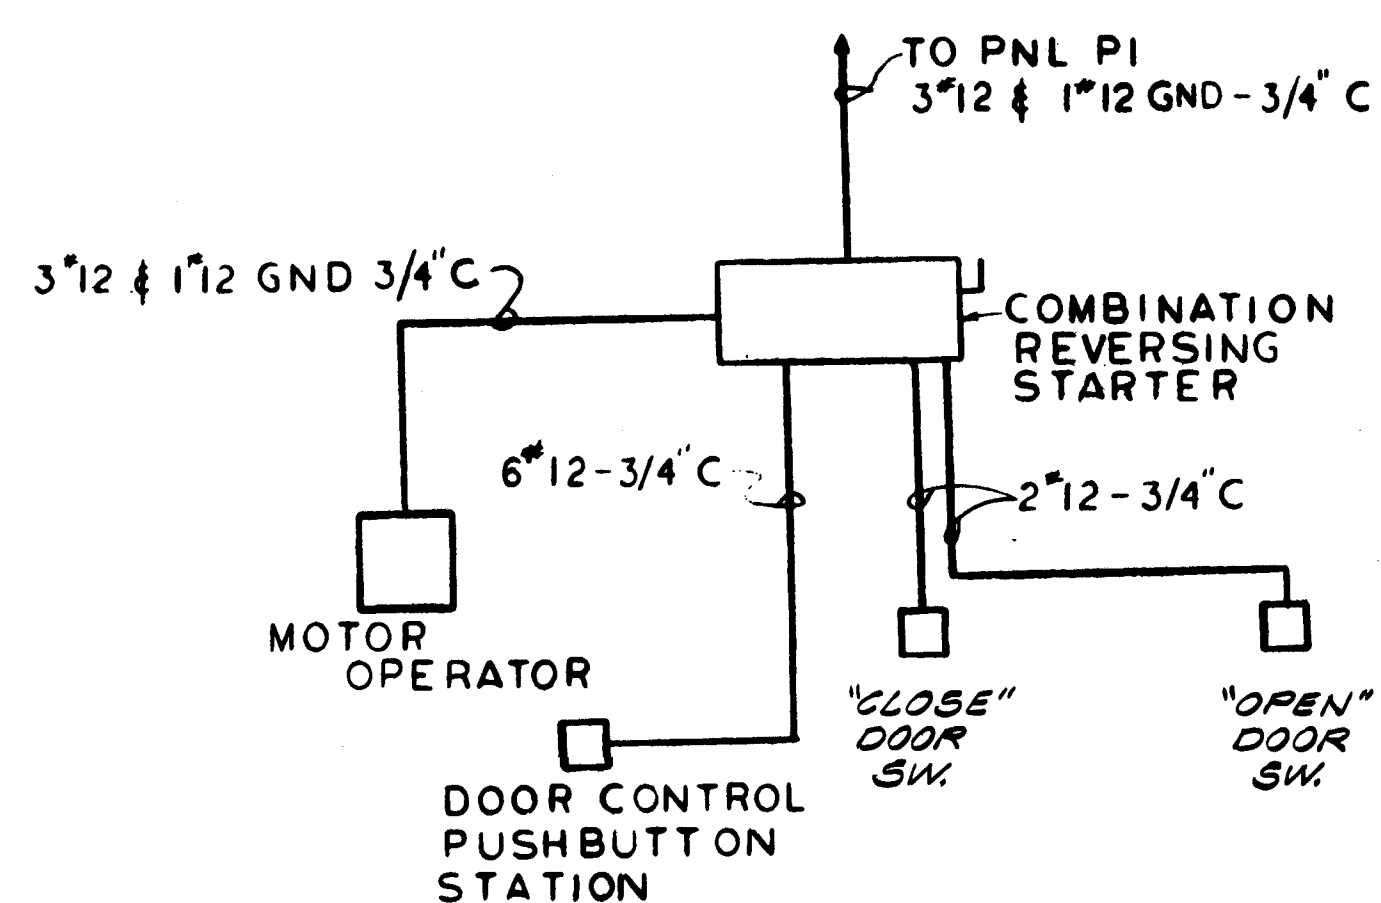 TO PNL P1
3#12 & 1#12 GND - 3/4" C
3#12 & 1#12 GND 3/4" C
COMBINATION
REVERSING
STARTER
6#12 - 3/4" C
2#12 - 3/4" C
MOTOR
OPERATOR
"CLOSE"
DOOR
SW.
"OPEN"
DOOR
SW.
DOOR CONTROL
PUSHBUTTON
STATION